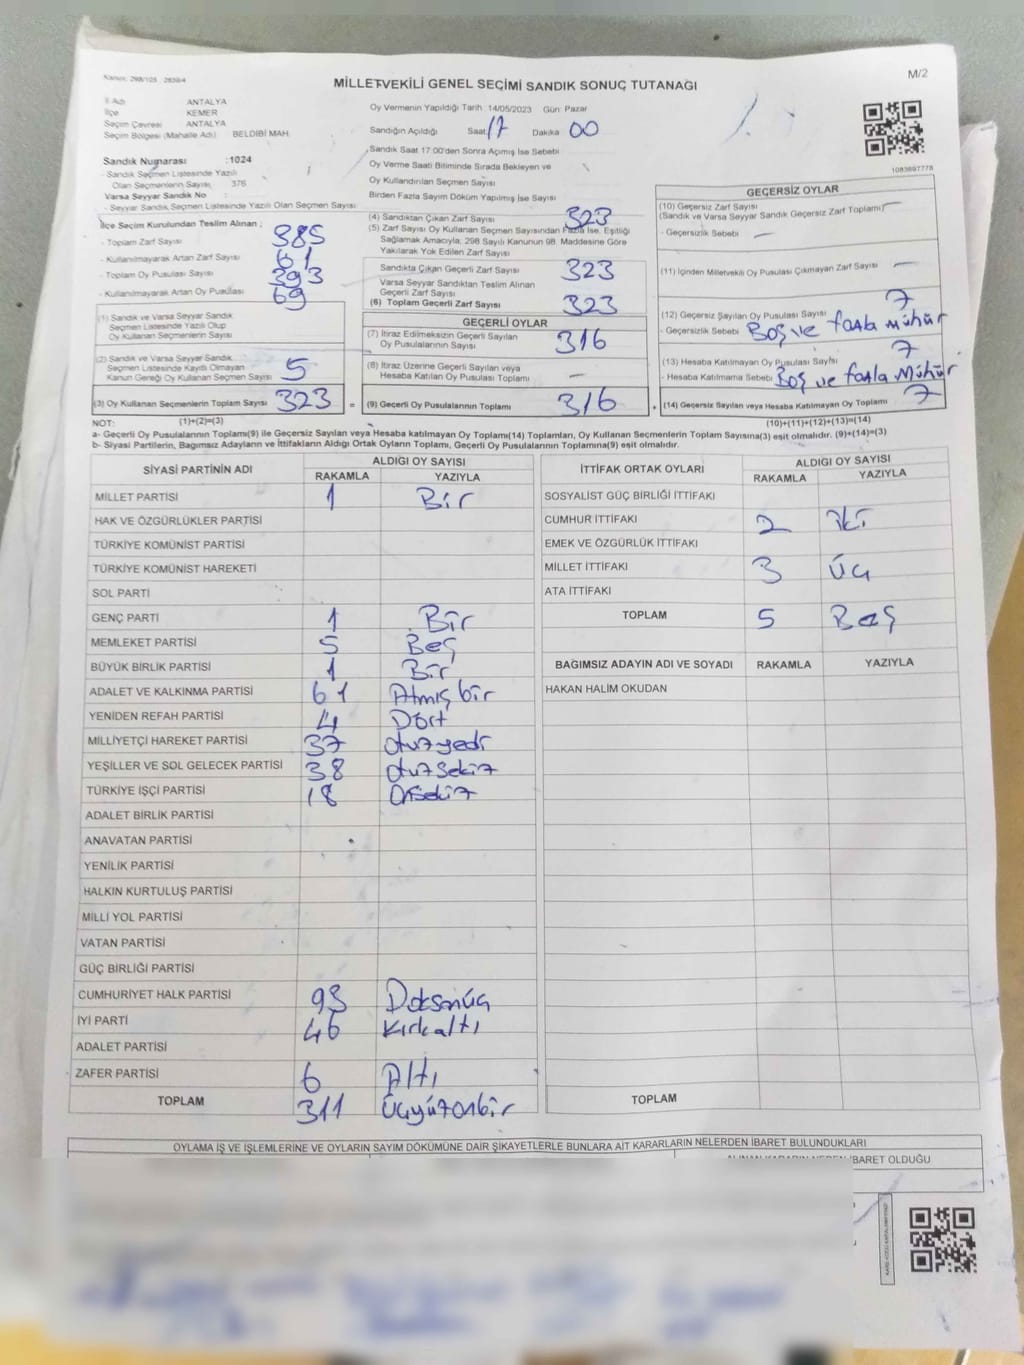 Kanun: 298/105 2839/4
M/2
MİLLETVEKİLİ GENEL SEÇİMİ SANDIK SONUÇ TUTANAĞI
İl Adı ANTALYA
İlçe KEMER
Seçim Çevresi ANTALYA
Seçim Bölgesi (Mahalle Adı) BELDİBİ MAH.
Sandık Numarası :1024
- Sandık Seçmen Listesinde Yazılı
Olan Seçmenlerin Sayısı; 376
Varsa Seyyar Sandık No :
- Seyyar Sandık Seçmen Listesinde Yazılı Olan Seçmen Sayısı
Oy Vermenin Yapıldığı Tarih :14/05/2023 Gün: Pazar
Sandığın Açıldığı Saat: 17 Dakika 00
Sandık Saat 17:00'den Sonra Açımış İse Sebebi
Oy Verme Saati Bitiminde Sırada Bekleyen ve
Oy Kullandırılan Seçmen Sayısı
Birden Fazla Sayım Döküm Yapılmış İse Sayısı
1083697778
İlçe Seçim Kurulundan Teslim Alınan ;
- Toplam Zarf Sayısı 385
- Kullanılmayarak Artan Zarf Sayısı 61
- Toplam Oy Pusulası Sayısı 393
- Kullanılmayarak Artan Oy Pusulası 69
(1) Sandık ve Varsa Seyyar Sandık
Seçmen Listesinde Yazılı Olup
Oy Kullanan Seçmenlerin Sayısı
(2) Sandık ve Varsa Seyyar Sandık
Seçmen Listesinde Kayıtlı Olmayan
Kanun Gereği Oy Kullanan Seçmen Sayısı 5
(3) Oy Kullanan Seçmenlerin Toplam Sayısı 323 =
(1)+(2)=(3)
(4) Sandıktan Çıkan Zarf Sayısı 323
(5) Zarf Sayısı Oy Kullanan Seçmen Sayısından Fazla İse, Eşitliği
Sağlamak Amacıyla, 298 Sayılı Kanunun 98. Maddesine Göre
Yakılarak Yok Edilen Zarf Sayısı
Sandıkta Çıkan Geçerli Zarf Sayısı 323
Varsa Seyyar Sandıktan Teslim Alınan
Geçerli Zarf Sayısı
(6) Toplam Geçerli Zarf Sayısı 323
GEÇERLİ OYLAR
(7) İtiraz Edilmeksizin Geçerli Sayılan
Oy Pusulalarının Sayısı 316
(8) İtiraz Üzerine Geçerli Sayılan veya
Hesaba Katılan Oy Pusulası Toplamı —
(9) Geçerli Oy Pusulalarının Toplamı 316
GEÇERSİZ OYLAR
(10) Geçersiz Zarf Sayısı —
(Sandık ve Varsa Seyyar Sandık Geçersiz Zarf Toplamı)
- Geçersizlik Sebebi —
(11) İçinden Milletvekili Oy Pusulası Çıkmayan Zarf Sayısı —
(12) Geçersiz Sayılan Oy Pusulası Sayısı 7
- Geçersizlik Sebebi Boş ve fazla mühür
(13) Hesaba Katılmayan Oy Pusulası Sayısı 7
- Hesaba Katılmama Sebebi Boş ve fazla Mühür
(14) Geçersiz Sayılan veya Hesaba Katılmayan Oy Toplamı 7
(10)+(11)+(12)+(13)=(14)
NOT:
a- Geçerli Oy Pusulalarının Toplamı(9) ile Geçersiz Sayılan veya Hesaba katılmayan Oy Toplamı(14) Toplamları, Oy Kullanan Seçmenlerin Toplam Sayısına(3) eşit olmalıdır. (9)+(14)=(3)
b- Siyasi Partilerin, Bağımsız Adayların ve İttifakların Aldığı Ortak Oyların Toplamı, Geçerli Oy Pusulalarının Toplamına(9) eşit olmalıdır.
SİYASİ PARTİNİN ADI ALDIĞI OY SAYISI
RAKAMLA YAZIYLA
MİLLET PARTİSİ 1 Bir
HAK VE ÖZGÜRLÜKLER PARTİSİ
TÜRKİYE KOMÜNİST PARTİSİ
TÜRKİYE KOMÜNİST HAREKETİ
SOL PARTİ
GENÇ PARTİ 1 Bir
MEMLEKET PARTİSİ 5 Beş
BÜYÜK BİRLİK PARTİSİ 1 Bir
ADALET VE KALKINMA PARTİSİ 61 Atmış bir
YENİDEN REFAH PARTİSİ 4 Dört
MİLLİYETÇİ HAREKET PARTİSİ 37 otuzyedi
YEŞİLLER VE SOL GELECEK PARTİSİ 38 otuzsekiz
TÜRKİYE İŞÇİ PARTİSİ 18 Onsekiz
ADALET BİRLİK PARTİSİ
ANAVATAN PARTİSİ
YENİLİK PARTİSİ
HALKIN KURTULUŞ PARTİSİ
MİLLİ YOL PARTİSİ
VATAN PARTİSİ
GÜÇ BİRLİĞİ PARTİSİ
CUMHURİYET HALK PARTİSİ 93 Doksanüç
İYİ PARTİ 46 Kırkaltı
ADALET PARTİSİ
ZAFER PARTİSİ 6 Altı
TOPLAM 311 Üçyüzonbir
İTTİFAK ORTAK OYLARI ALDIĞI OY SAYISI
RAKAMLA YAZIYLA
SOSYALİST GÜÇ BİRLİĞİ İTTİFAKI
CUMHUR İTTİFAKI 2 iki
EMEK VE ÖZGÜRLÜK İTTİFAKI
MİLLET İTTİFAKI 3 Üç
ATA İTTİFAKI
TOPLAM 5 Beş
BAĞIMSIZ ADAYIN ADI VE SOYADI RAKAMLA YAZIYLA
HAKAN HALİM OKUDAN
TOPLAM
OYLAMA İŞ VE İŞLEMLERİNE VE OYLARIN SAYIM DÖKÜMÜNE DAİR ŞİKAYETLERLE BUNLARA AİT KARARLARIN NELERDEN İBARET BULUNDUKLARI
ALINAN KARARIN NEDEN İBARET OLDUĞU